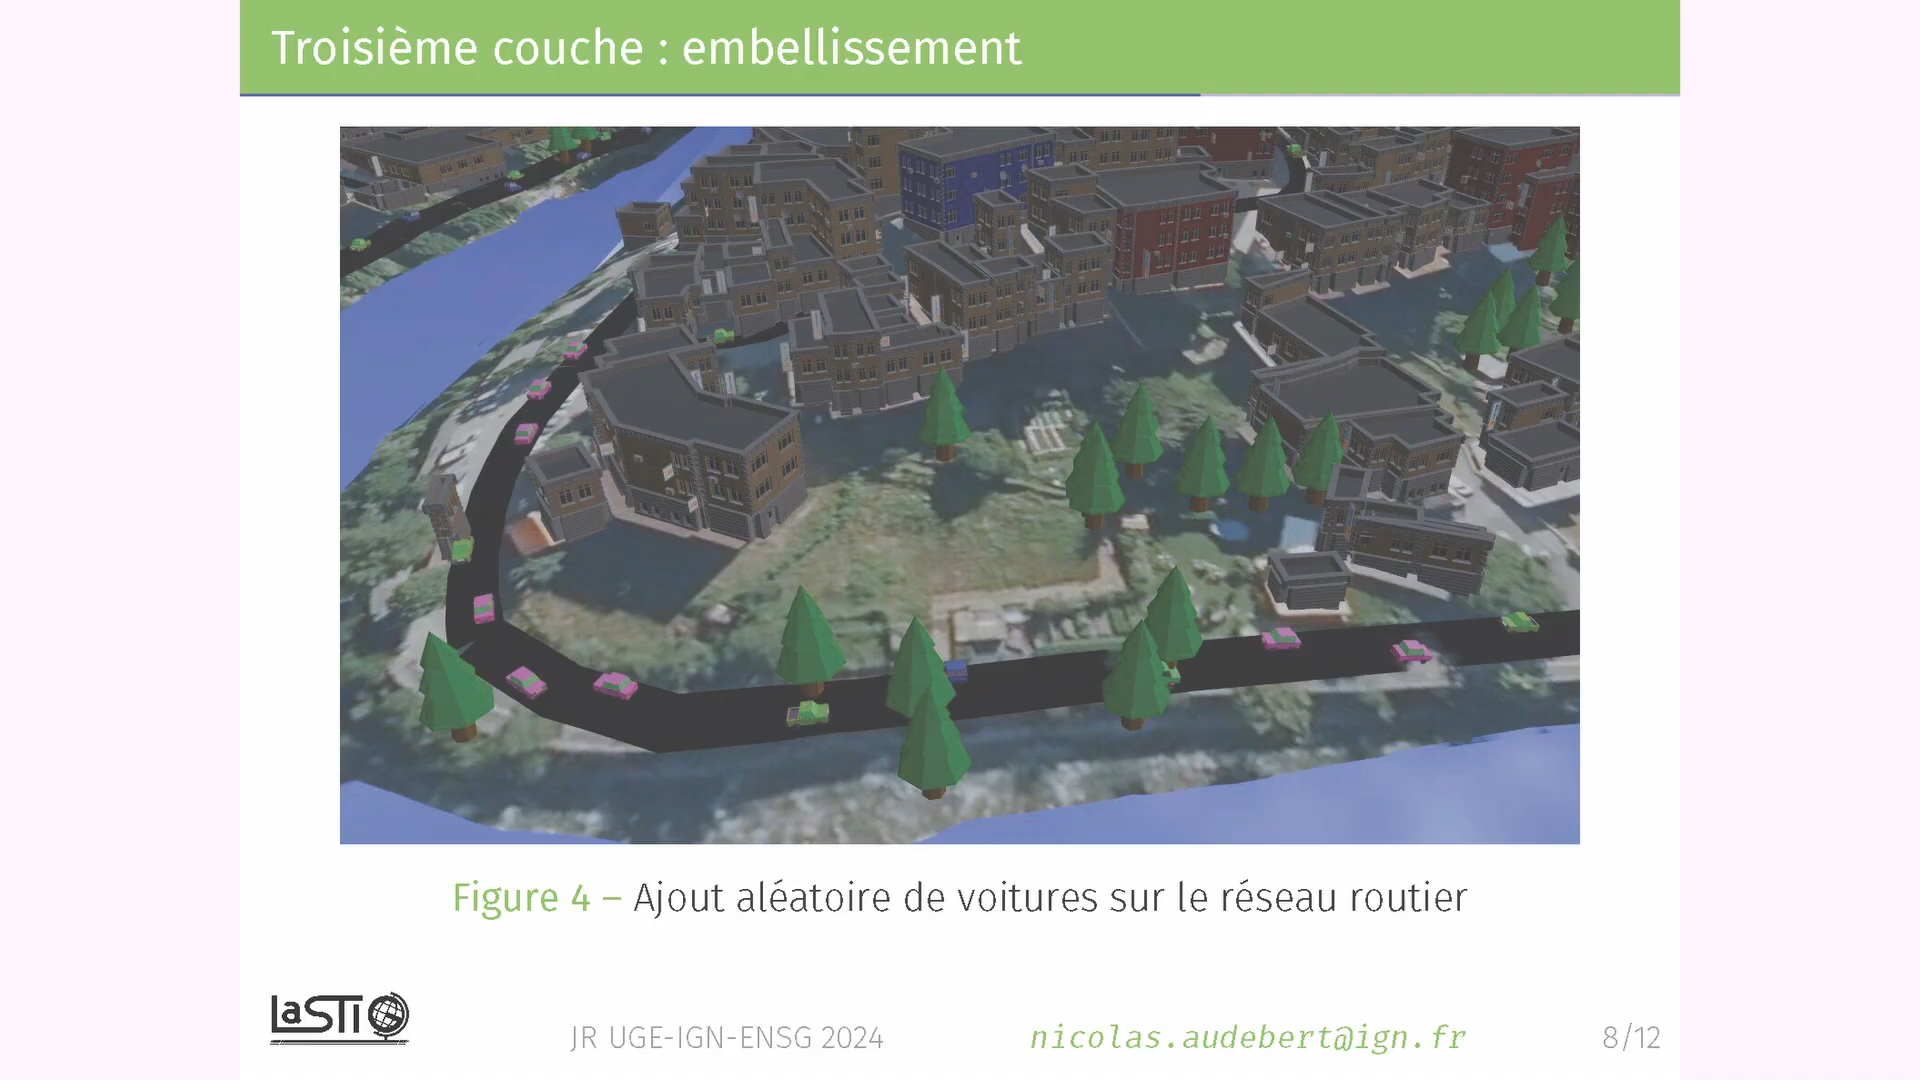 Troisième couche : embellissement
Figure 4 – Ajout aléatoire de voitures sur le réseau routier
LaSTI
JR UGE-IGN-ENSG 2024
nicolas.audebert@ign.fr
8/12